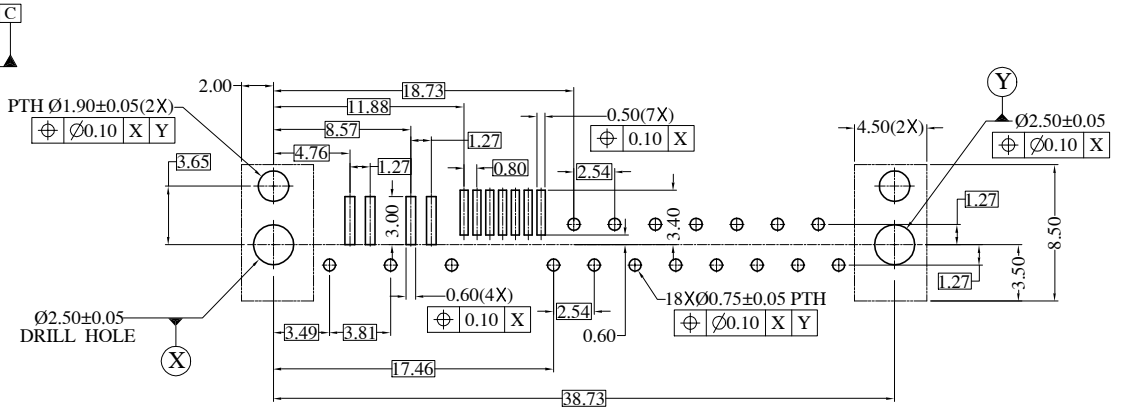 C
2.00
18.73
PTH Ø1.90±0.05(2X)
⌖ Ø0.10 X Y
11.88
0.50(7X)
⌖ 0.10 X
Y
4.50(2X)
Ø2.50±0.05
⌖ Ø0.10 X
8.57
1.27
4.76
3.65
1.27
0.80
2.54
1.27
3.00
3.40
8.50
1.27
3.50
0.60(4X)
⌖ 0.10 X
2.54
18XØ0.75±0.05 PTH
⌖ Ø0.10 X Y
0.60
Ø2.50±0.05
DRILL HOLE
X
3.49
3.81
17.46
38.73